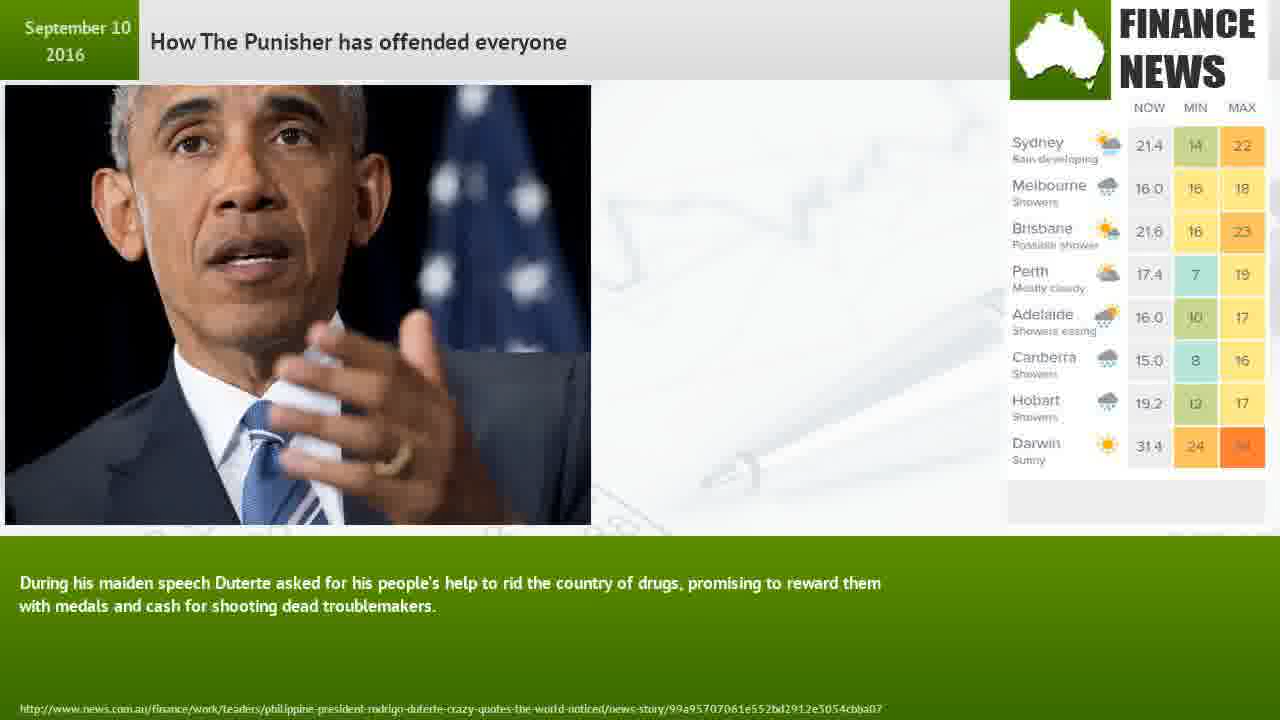 September 10
2016
How The Punisher has offended everyone
FINANCE
NEWS
NOW MIN MAX
Sydney 21.4 14 22
Rain developing
Melbourne 16.0 16 18
Showers
Brisbane 21.6 16 23
Possible shower
Perth 17.4 7 19
Mostly cloudy
Adelaide 16.0 10 17
Showers easing
Canberra 15.0 8 16
Showers
Hobart 19.2 12 17
Showers
Darwin 31.4 24
Sunny
During his maiden speech Duterte asked for his people's help to rid the country of drugs, promising to reward them
with medals and cash for shooting dead troublemakers.
http://www.news.com.au/finance/work/leaders/philippine-president-rodrigo-duterte-crazy-quotes-the-world-noticed/news-story/99a95707061e552bd2912e3054cbba07